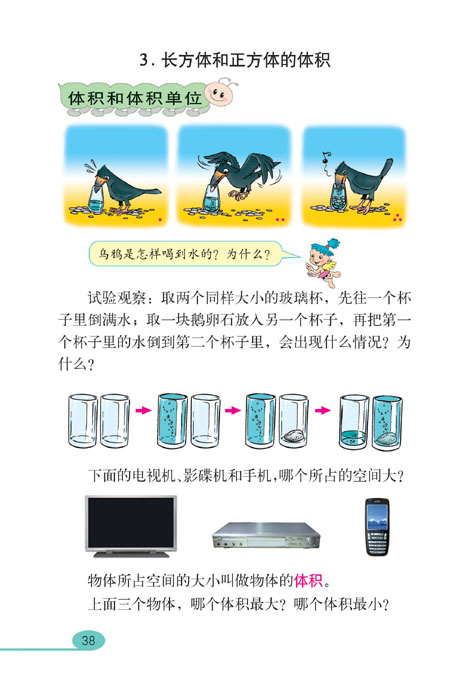 3. 长方体和正方体的体积
体积和体积单位
乌鸦是怎样喝到水的？为什么？
试验观察：取两个同样大小的玻璃杯，先往一个杯
子里倒满水；取一块鹅卵石放入另一个杯子，再把第一
个杯子里的水倒到第二个杯子里，会出现什么情况？为
什么？
下面的电视机、影碟机和手机，哪个所占的空间大？
物体所占空间的大小叫做物体的体积。
上面三个物体，哪个体积最大？哪个体积最小？
38